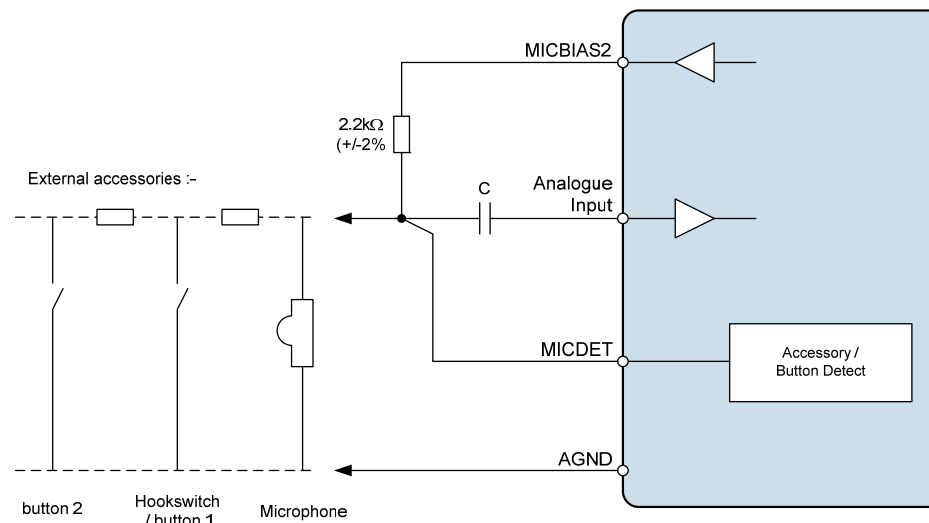 MICBIAS2
2.2kΩ
(+/-2%
External accessories :-
C
Analogue
Input
MICDET
Accessory /
Button Detect
AGND
button 2
Hookswitch
/ button 1
Microphone